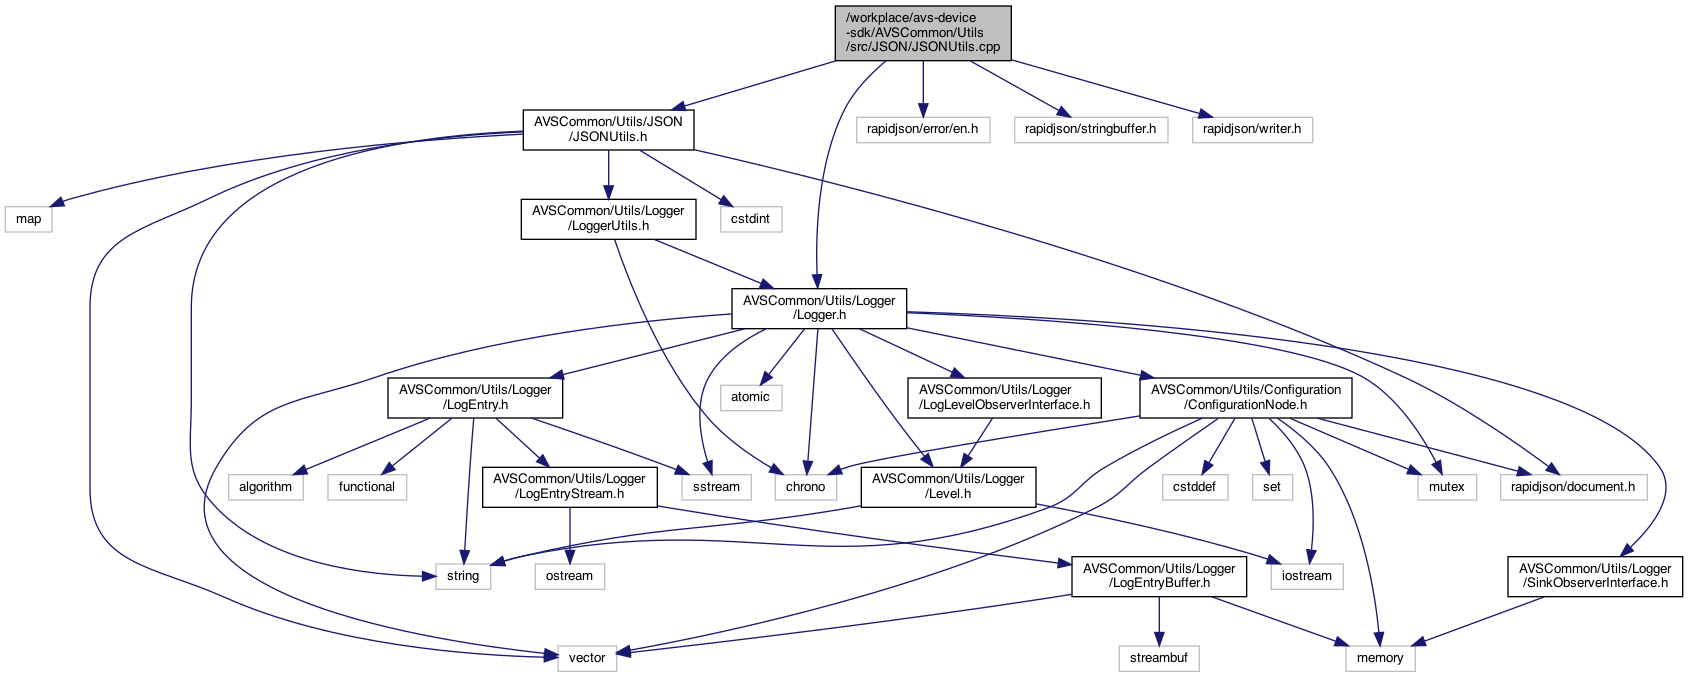 /workplace/avs-device
-sdk/AVSCommon/Utils
/src/JSON/JSONUtils.cpp
AVSCommon/Utils/JSON
/JSONUtils.h
rapidjson/error/en.h
rapidjson/stringbuffer.h
rapidjson/writer.h
map
AVSCommon/Utils/Logger
/LoggerUtils.h
cstdint
AVSCommon/Utils/Logger
/Logger.h
AVSCommon/Utils/Logger
/LogEntry.h
atomic
AVSCommon/Utils/Logger
/LogLevelObserverInterface.h
AVSCommon/Utils/Configuration
/ConfigurationNode.h
algorithm
functional
AVSCommon/Utils/Logger
/LogEntryStream.h
sstream
chrono
AVSCommon/Utils/Logger
/Level.h
cstddef
set
mutex
rapidjson/document.h
string
ostream
AVSCommon/Utils/Logger
/LogEntryBuffer.h
iostream
AVSCommon/Utils/Logger
/SinkObserverInterface.h
vector
streambuf
memory